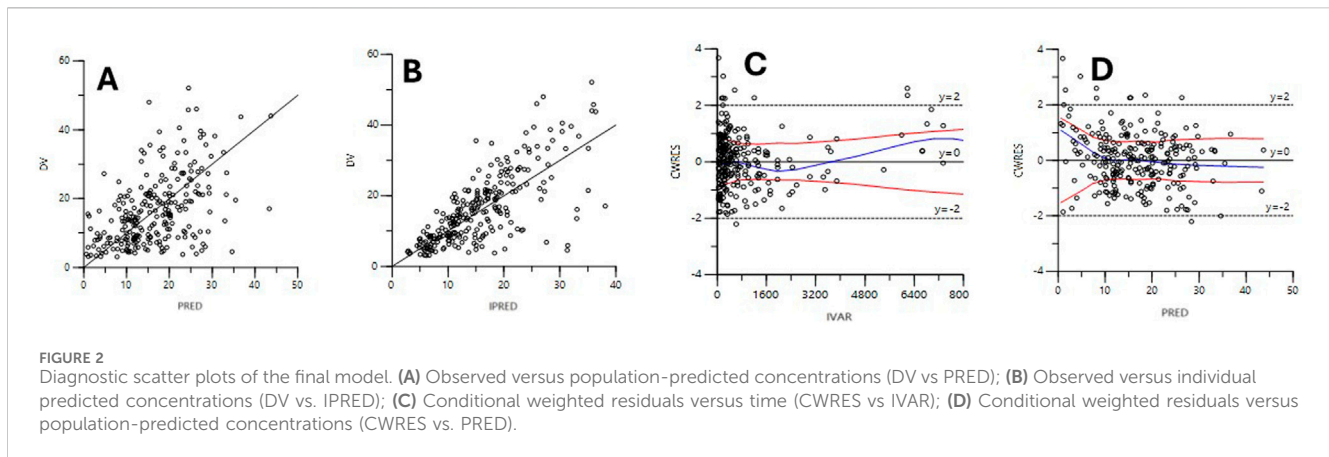 A
60
40
20
0
DV
0 10 20 30 40 50
PRED
B
60
40
20
0
DV
0 10 20 30 40
IPRED
C
4
2
0
-2
-4
CWRES
y=2
y=0
y=-2
0 1600 3200 4800 6400 800
IVAR
D
4
2
0
-2
-4
CWRES
y=2
y=0
y=-2
0 10 20 30 40 50
PRED
FIGURE 2
Diagnostic scatter plots of the final model. (A) Observed versus population-predicted concentrations (DV vs PRED); (B) Observed versus individual
predicted concentrations (DV vs. IPRED); (C) Conditional weighted residuals versus time (CWRES vs IVAR); (D) Conditional weighted residuals versus
population-predicted concentrations (CWRES vs. PRED).